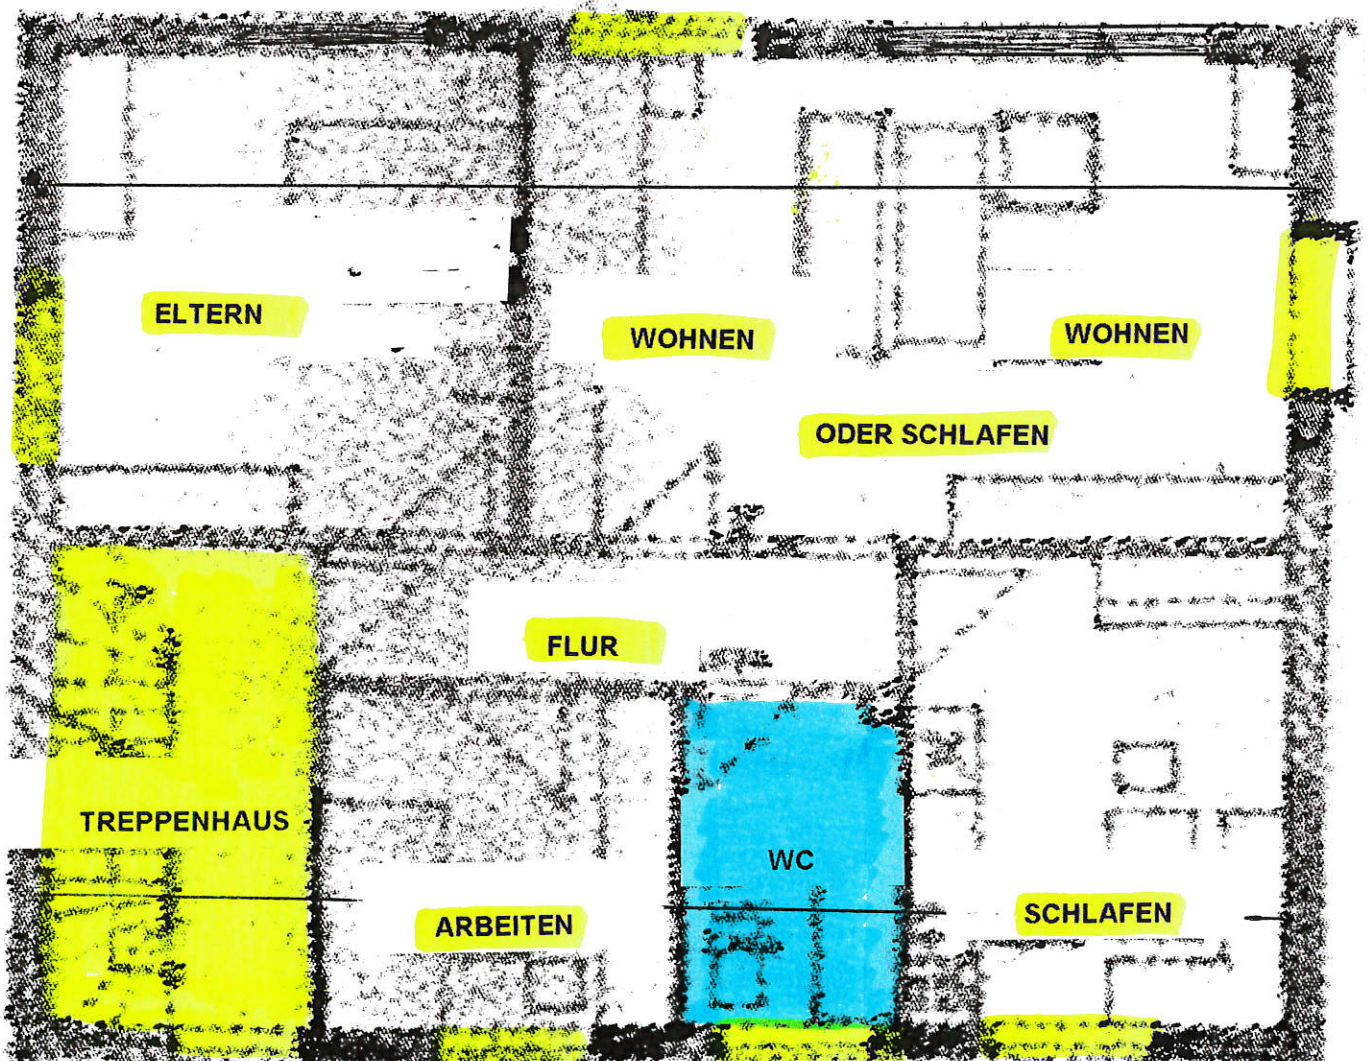 ELTERN
WOHNEN
WOHNEN
ODER SCHLAFEN
FLUR
TREPPENHAUS
WC
ARBEITEN
SCHLAFEN